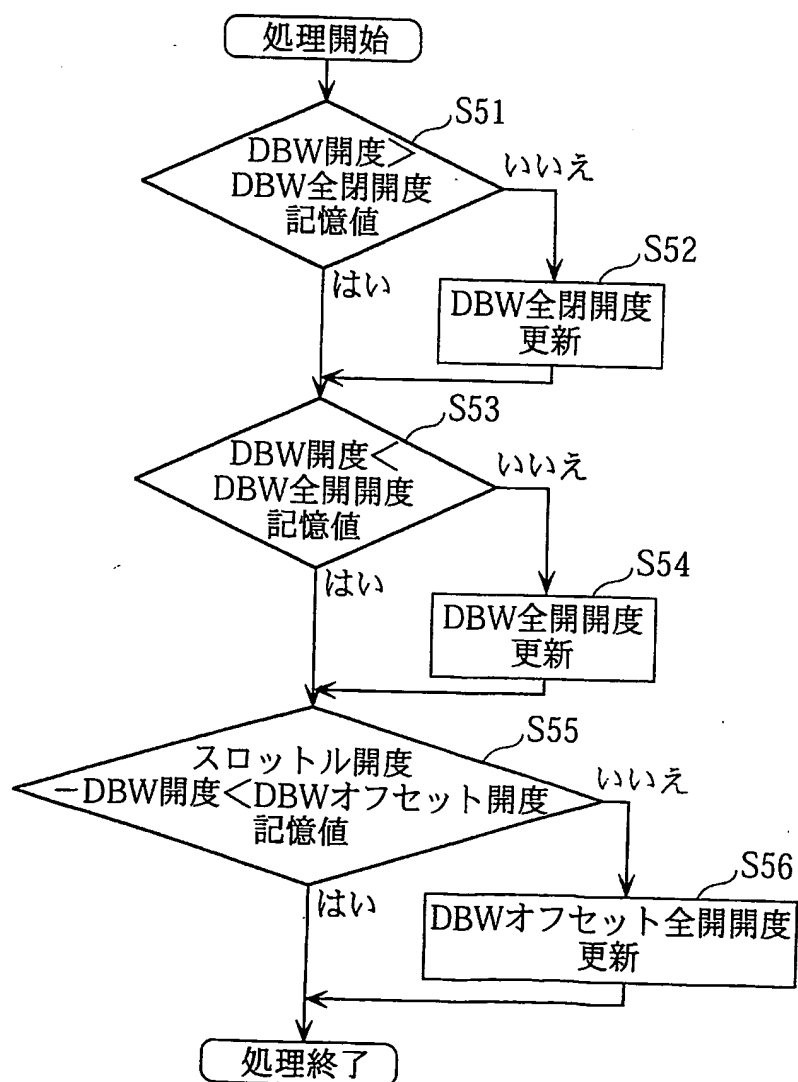 処理開始
S51
DBW開度>
DBW全閉開度
記憶値
いいえ
はい
S52
DBW全閉開度
更新
S53
DBW開度<
DBW全開開度
記憶値
いいえ
はい
S54
DBW全開開度
更新
S55
スロットル開度
-DBW開度<DBWオフセット開度
記憶値
いいえ
はい
S56
DBWオフセット全開開度
更新
処理終了